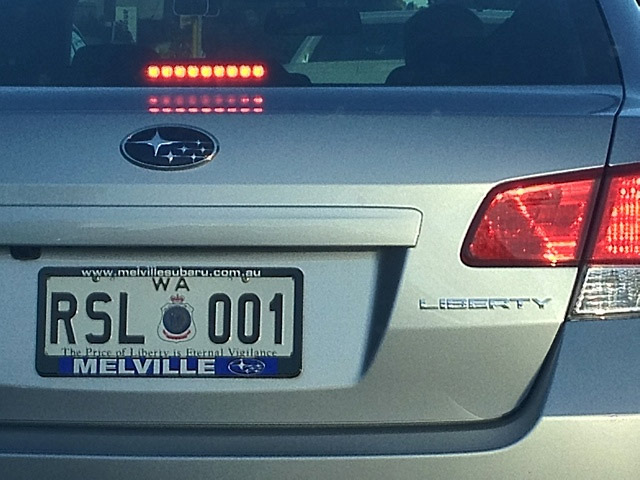 www.melvillesubaru.com.au
WA
RSL 001
The Price of Liberty is Eternal Vigilance
MELVILLE
LIBERTY